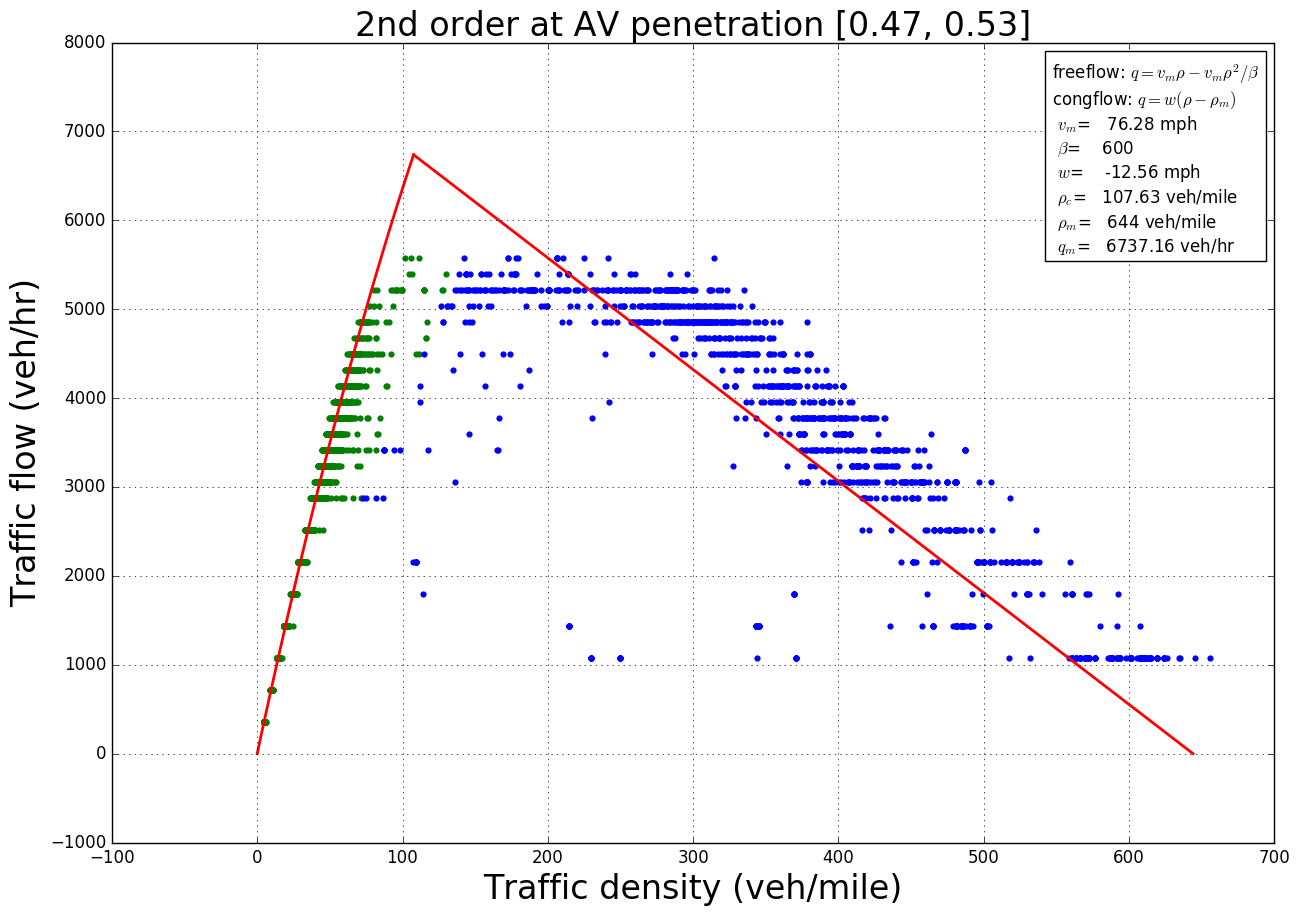 2nd order at AV penetration [0.47, 0.53]
freeflow: q = v_m ρ − v_m ρ²/β
congflow: q = w(ρ − ρ_m)
v_m= 76.28 mph
β= 600
w= -12.56 mph
ρ_c= 107.63 veh/mile
ρ_m= 644 veh/mile
q_m= 6737.16 veh/hr
Traffic flow (veh/hr)
8000
7000
6000
5000
4000
3000
2000
1000
0
−1000
−100 0 100 200 300 400 500 600 700
Traffic density (veh/mile)